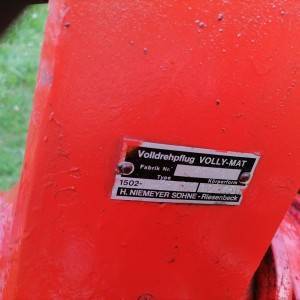 Volldrehpflug VOLLY-MAT
Fabrik Nr.
Type Körperform
1502-
H. NIEMEYER SÖHNE - Riesenbeck